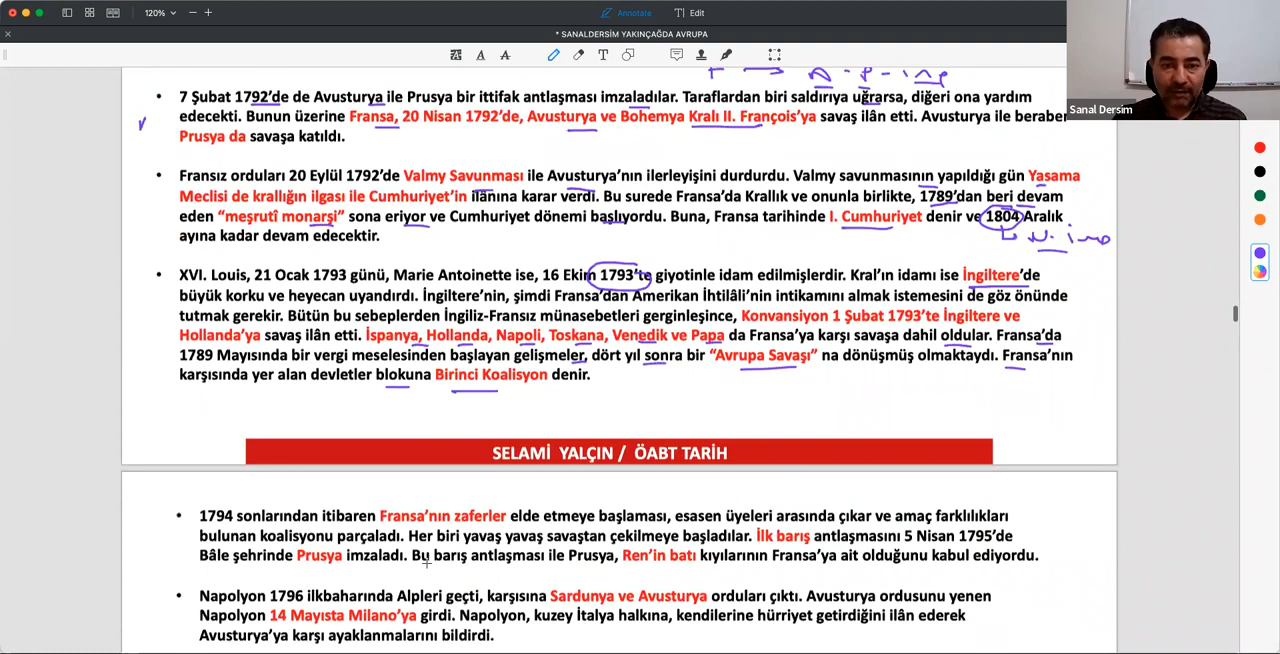 120%
Annotate
Edit
* SANALDERSİM YAKINÇAĞDA AVRUPA
Sanal Dersim
• 7 Şubat 1792’de de Avusturya ile Prusya bir ittifak antlaşması imzaladılar. Taraflardan biri saldırıya uğrarsa, diğeri ona yardım
edecekti. Bunun üzerine Fransa, 20 Nisan 1792’de, Avusturya ve Bohemya Kralı II. François’ya savaş ilân etti. Avusturya ile beraber
Prusya da savaşa katıldı.
• Fransız orduları 20 Eylül 1792’de Valmy Savunması ile Avusturya’nın ilerleyişini durdurdu. Valmy savunmasının yapıldığı gün Yasama
Meclisi de krallığın ilgası ile Cumhuriyet’in ilânına karar verdi. Bu surede Fransa’da Krallık ve onunla birlikte, 1789’dan beri devam
eden “meşrutî monarşi” sona eriyor ve Cumhuriyet dönemi başlıyordu. Buna, Fransa tarihinde I. Cumhuriyet denir ve 1804 Aralık
ayına kadar devam edecektir.
• XVI. Louis, 21 Ocak 1793 günü, Marie Antoinette ise, 16 Ekim 1793’te giyotinle idam edilmişlerdir. Kral’ın idamı ise İngiltere’de
büyük korku ve heyecan uyandırdı. İngiltere’nin, şimdi Fransa’dan Amerikan İhtilâli’nin intikamını almak istemesini de göz önünde
tutmak gerekir. Bütün bu sebeplerden İngiliz-Fransız münasebetleri gerginleşince, Konvansiyon 1 Şubat 1793’te İngiltere ve
Hollanda’ya savaş ilân etti. İspanya, Hollanda, Napoli, Toskana, Venedik ve Papa da Fransa’ya karşı savaşa dahil oldular. Fransa’da
1789 Mayısında bir vergi meselesinden başlayan gelişmeler, dört yıl sonra bir “Avrupa Savaşı” na dönüşmüş olmaktaydı. Fransa’nın
karşısında yer alan devletler blokuna Birinci Koalisyon denir.
SELAMİ YALÇIN / ÖABT TARİH
• 1794 sonlarından itibaren Fransa’nın zaferler elde etmeye başlaması, esasen üyeleri arasında çıkar ve amaç farklılıkları
bulunan koalisyonu parçaladı. Her biri yavaş yavaş savaştan çekilmeye başladılar. İlk barış antlaşmasını 5 Nisan 1795’de
Bâle şehrinde Prusya imzaladı. Bu barış antlaşması ile Prusya, Ren’in batı kıyılarının Fransa’ya ait olduğunu kabul ediyordu.
• Napolyon 1796 ilkbaharında Alpleri geçti, karşısına Sardunya ve Avusturya orduları çıktı. Avusturya ordusunu yenen
Napolyon 14 Mayısta Milano’ya girdi. Napolyon, kuzey İtalya halkına, kendilerine hürriyet getirdiğini ilân ederek
Avusturya’ya karşı ayaklanmalarını bildirdi.